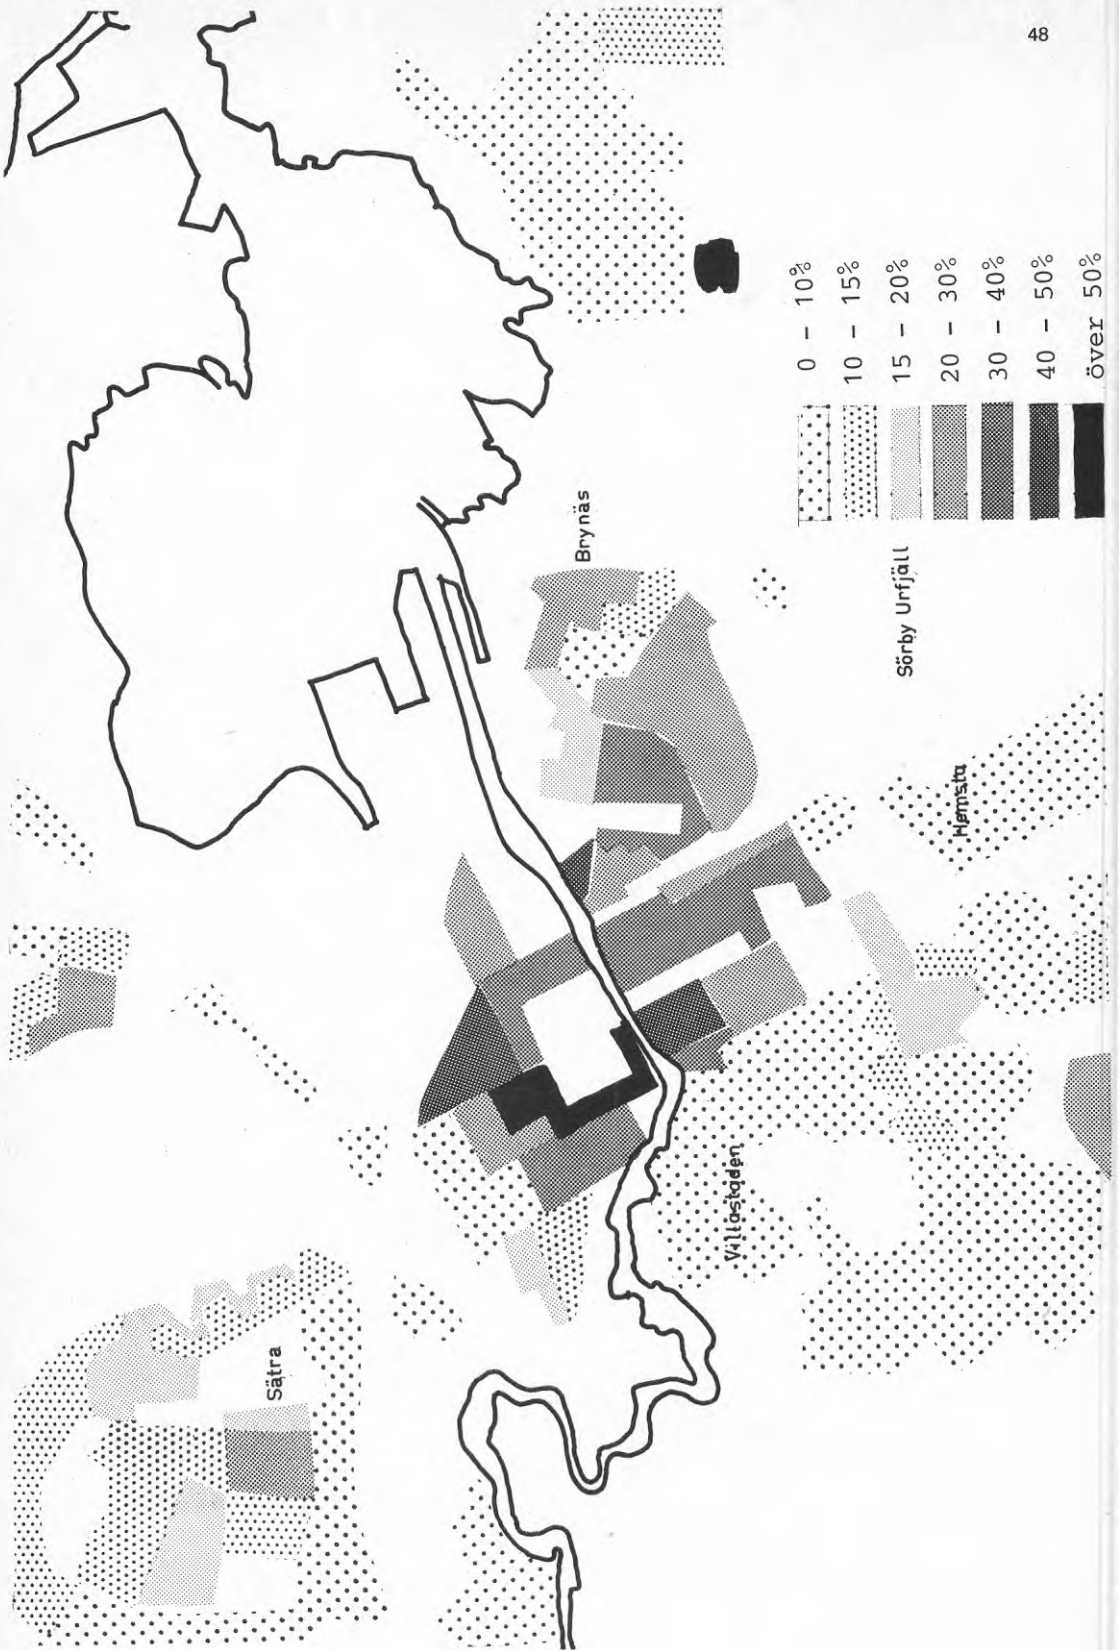 48
Brynäs
Sörby Urfjäll
Hemsta
Villastaden
Sätra
0 - 10%
10 - 15%
15 - 20%
20 - 30%
30 - 40%
40 - 50%
över 50%